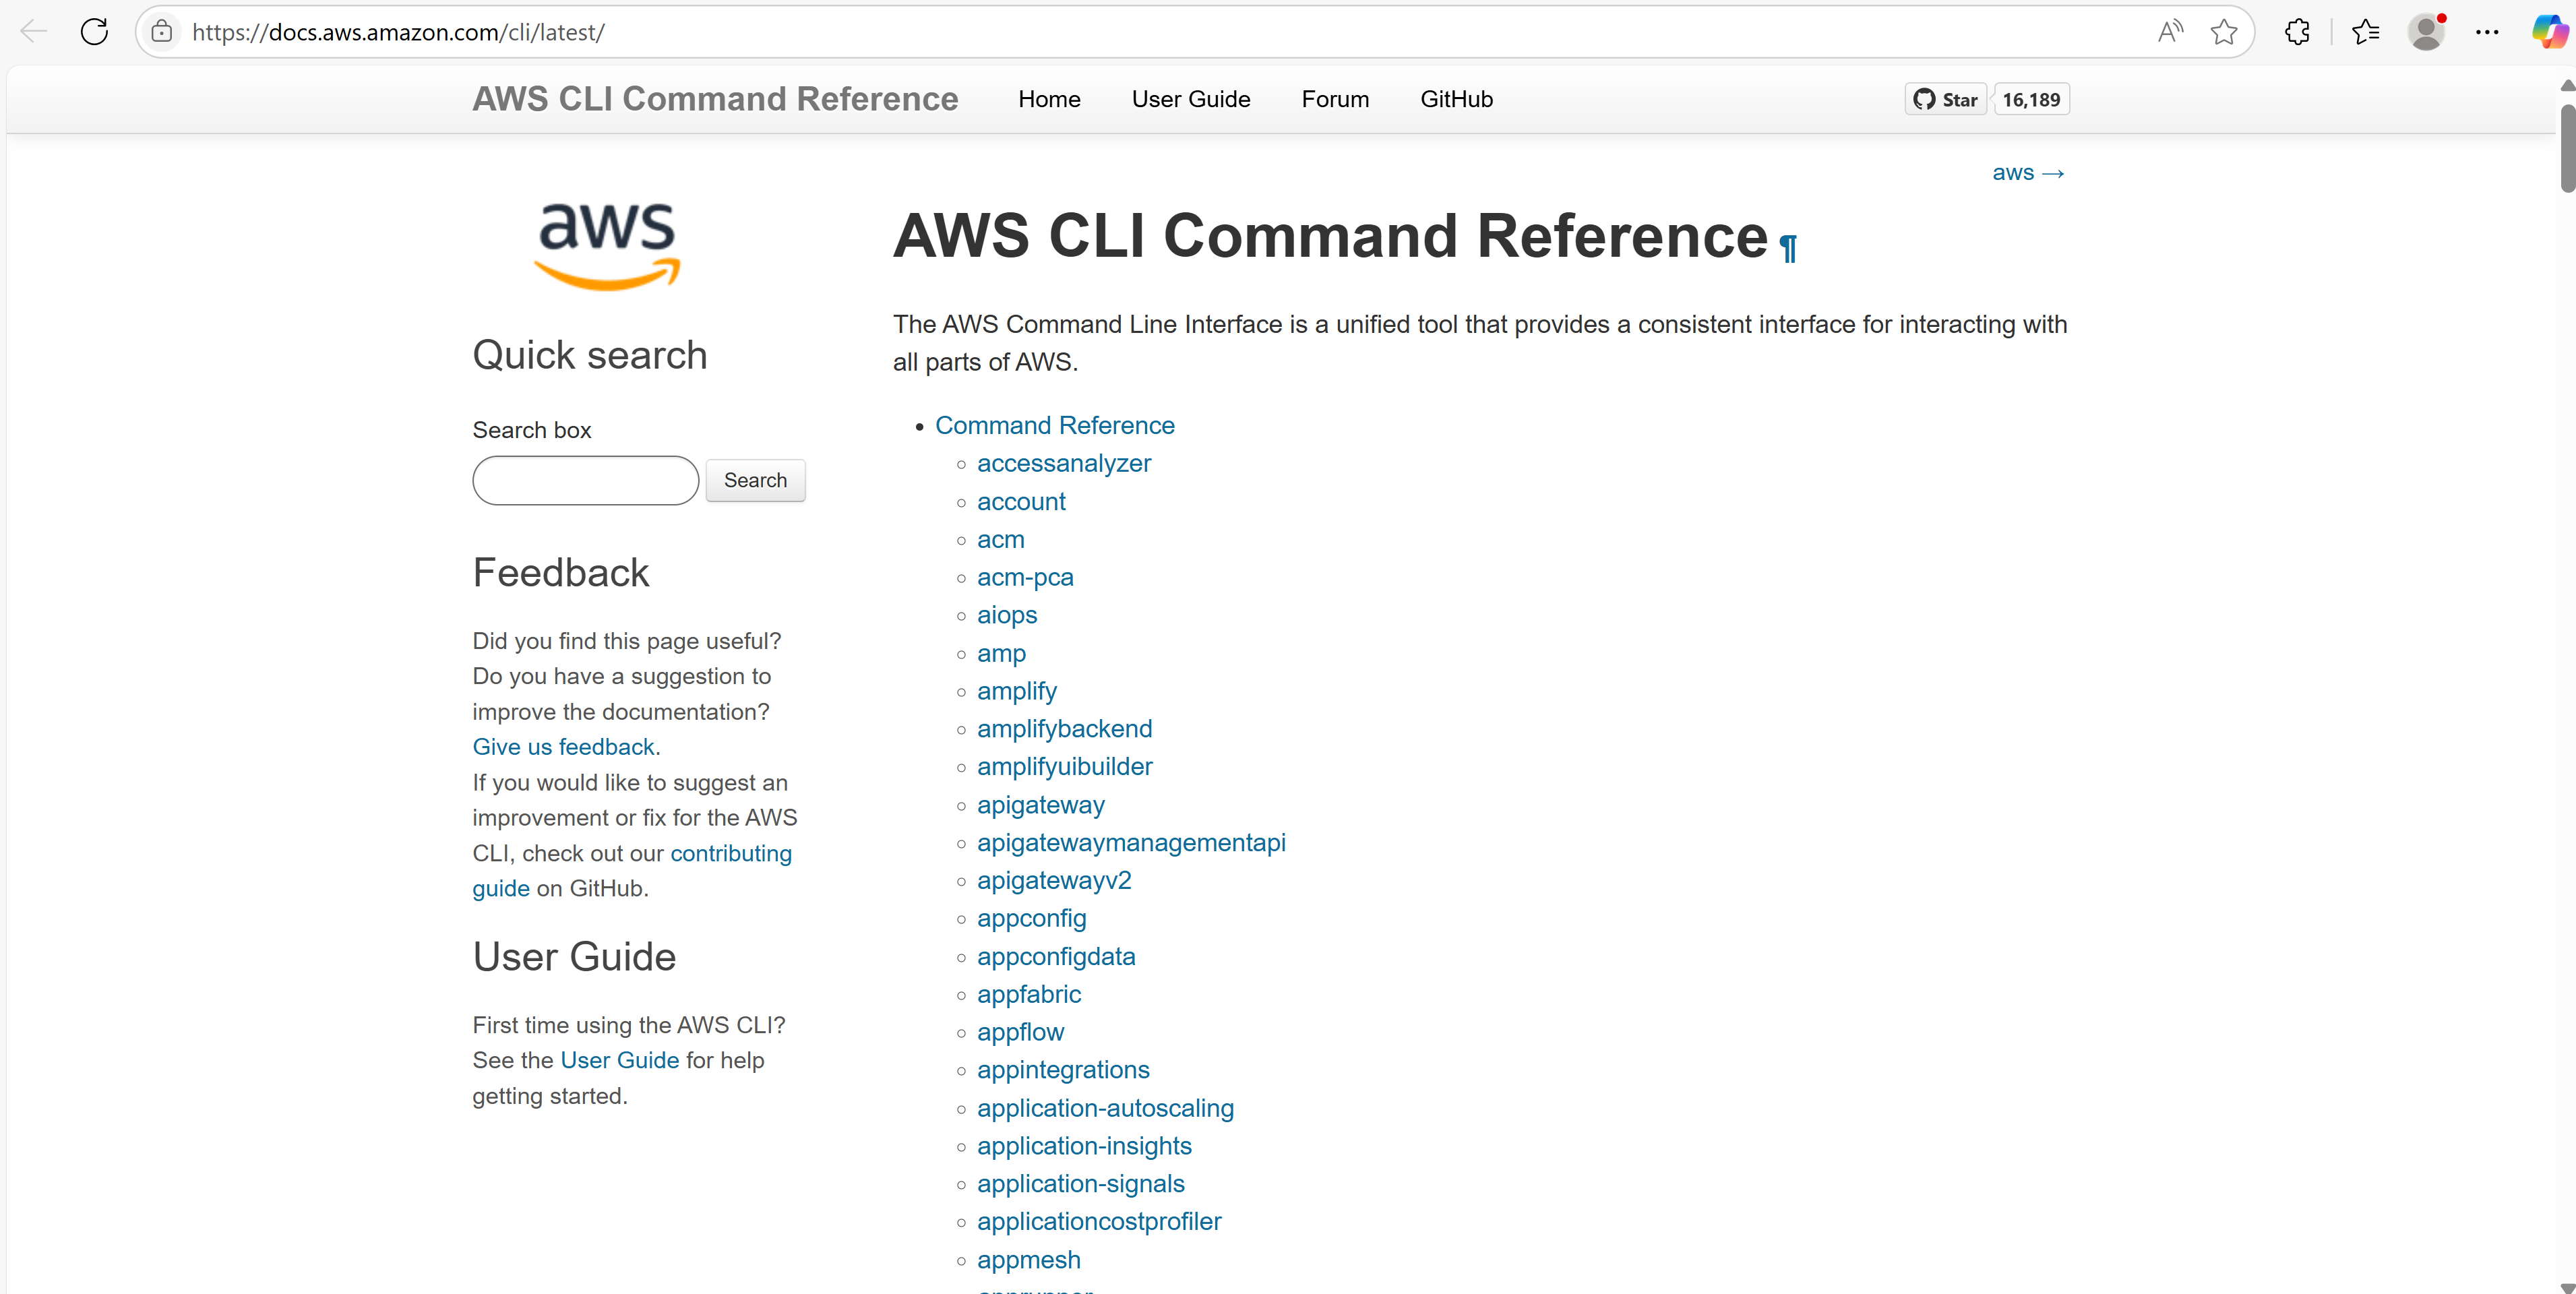 https://docs.aws.amazon.com/cli/latest/
AWS CLI Command Reference
Home
User Guide
Forum
GitHub
Star
16,189
aws →
aws
AWS CLI Command Reference¶
The AWS Command Line Interface is a unified tool that provides a consistent interface for interacting with
all parts of AWS.
Quick search
Search box
Search
Feedback
Did you find this page useful?
Do you have a suggestion to
improve the documentation?
Give us feedback.
If you would like to suggest an
improvement or fix for the AWS
CLI, check out our contributing
guide on GitHub.
User Guide
First time using the AWS CLI?
See the User Guide for help
getting started.
Command Reference
accessanalyzer
account
acm
acm-pca
aiops
amp
amplify
amplifybackend
amplifyuibuilder
apigateway
apigatewaymanagementapi
apigatewayv2
appconfig
appconfigdata
appfabric
appflow
appintegrations
application-autoscaling
application-insights
application-signals
applicationcostprofiler
appmesh